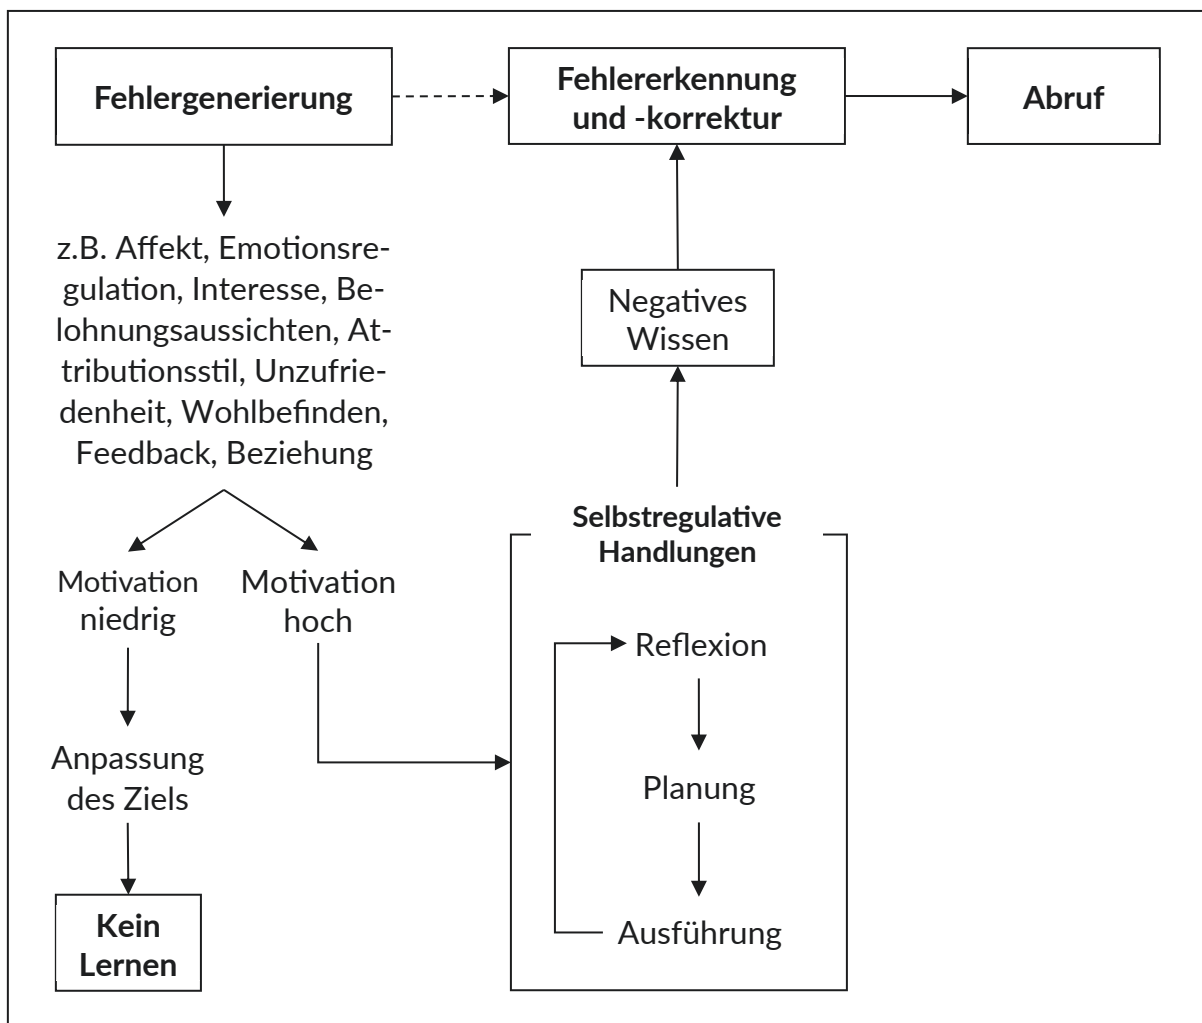 Fehlergenerierung
Fehlererkennung
und -korrektur
Abruf
z.B. Affekt, Emotionsre-
gulation, Interesse, Be-
lohnungsaussichten, At-
tributionsstil, Unzufrie-
denheit, Wohlbefinden,
Feedback, Beziehung
Negatives
Wissen
Motivation
niedrig
Motivation
hoch
Anpassung
des Ziels
Kein
Lernen
Selbstregulative
Handlungen
Reflexion
Planung
Ausführung